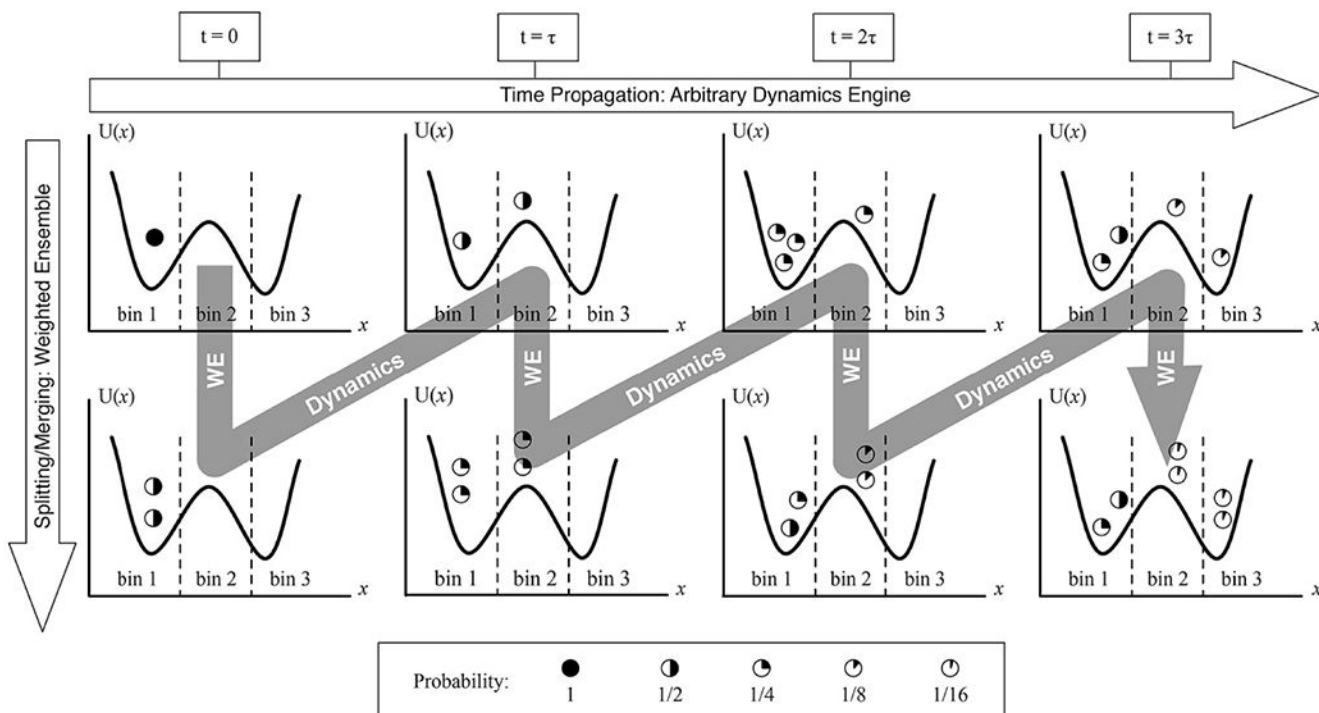 t = 0 t = τ t = 2τ t = 3τ
Time Propagation: Arbitrary Dynamics Engine
Splitting/Merging: Weighted Ensemble
U(x) U(x) U(x) U(x)
bin 1 bin 2 bin 3 x bin 1 bin 2 bin 3 x bin 1 bin 2 bin 3 x bin 1 bin 2 bin 3 x
WE Dynamics WE Dynamics WE Dynamics WE
U(x) U(x) U(x) U(x)
bin 1 bin 2 bin 3 x bin 1 bin 2 bin 3 x bin 1 bin 2 bin 3 x bin 1 bin 2 bin 3 x
Probability:
1 1/2 1/4 1/8 1/16